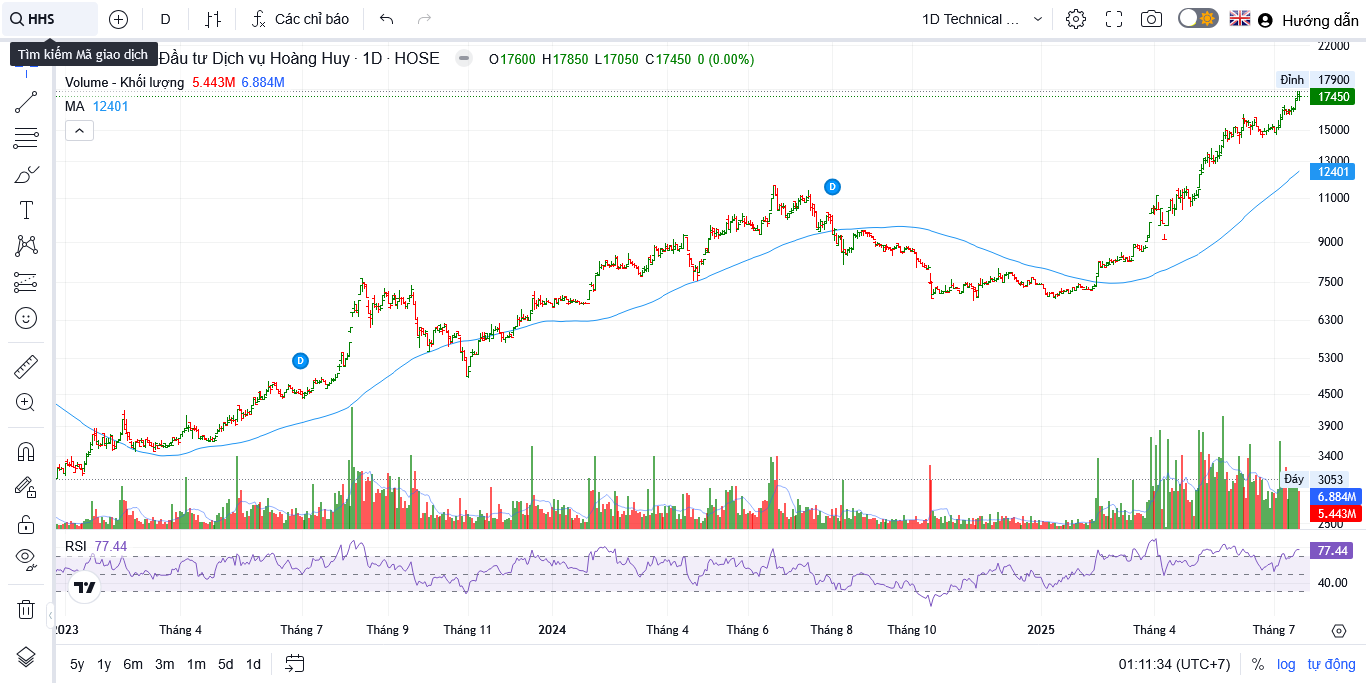 HHS
D
Các chỉ báo
1D Technical ...
Hướng dẫn
Tìm kiếm Mã giao dịch
Đầu tư Dịch vụ Hoàng Huy · 1D · HOSE
O17600 H17850 L17050 C17450 0 (0.00%)
Volume - Khối lượng 5.443M 6.884M
MA 12401
D
D
22000
Đỉnh 17900
17450
15000
13000
12401
11000
9000
7500
6300
5300
4500
3900
3400
Đáy 3053
6.884M
5.443M
2500
RSI 77.44
77.44
40.00
2023 Tháng 4 Tháng 7 Tháng 9 Tháng 11 2024 Tháng 4 Tháng 6 Tháng 8 Tháng 10 2025 Tháng 4 Tháng 7
5y 1y 6m 3m 1m 5d 1d
01:11:34 (UTC+7) % log tự động